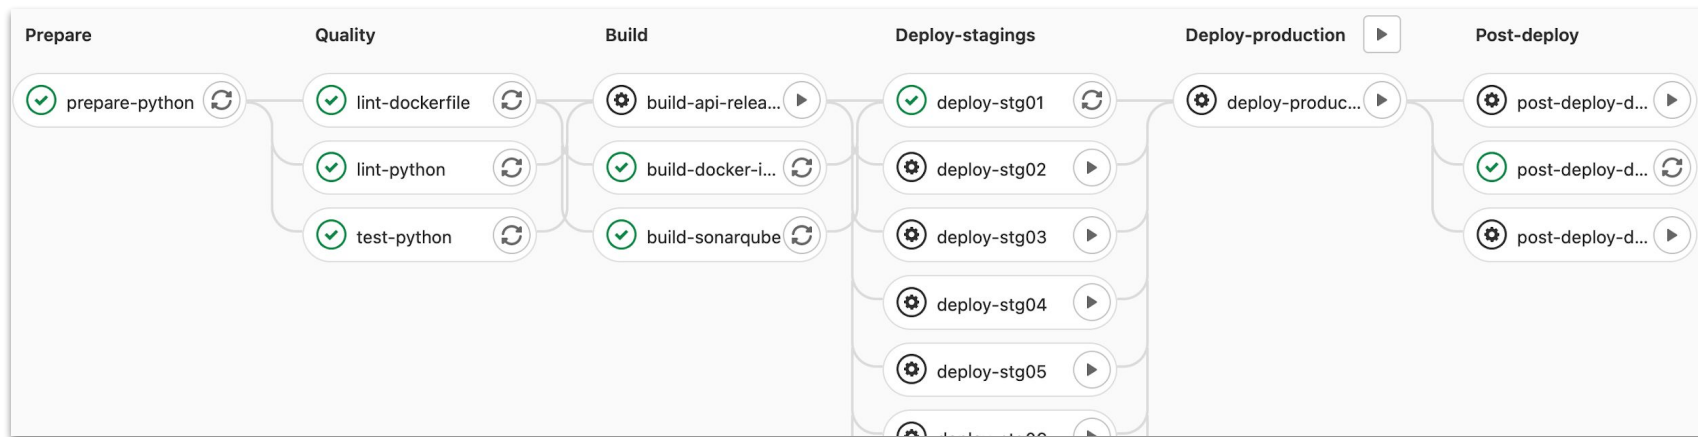 Prepare
Quality
Build
Deploy-stagings
Deploy-production
Post-deploy
prepare-python
lint-dockerfile
build-api-relea...
deploy-stg01
deploy-produc...
post-deploy-d...
lint-python
build-docker-i...
deploy-stg02
post-deploy-d...
test-python
build-sonarqube
deploy-stg03
post-deploy-d...
deploy-stg04
deploy-stg05